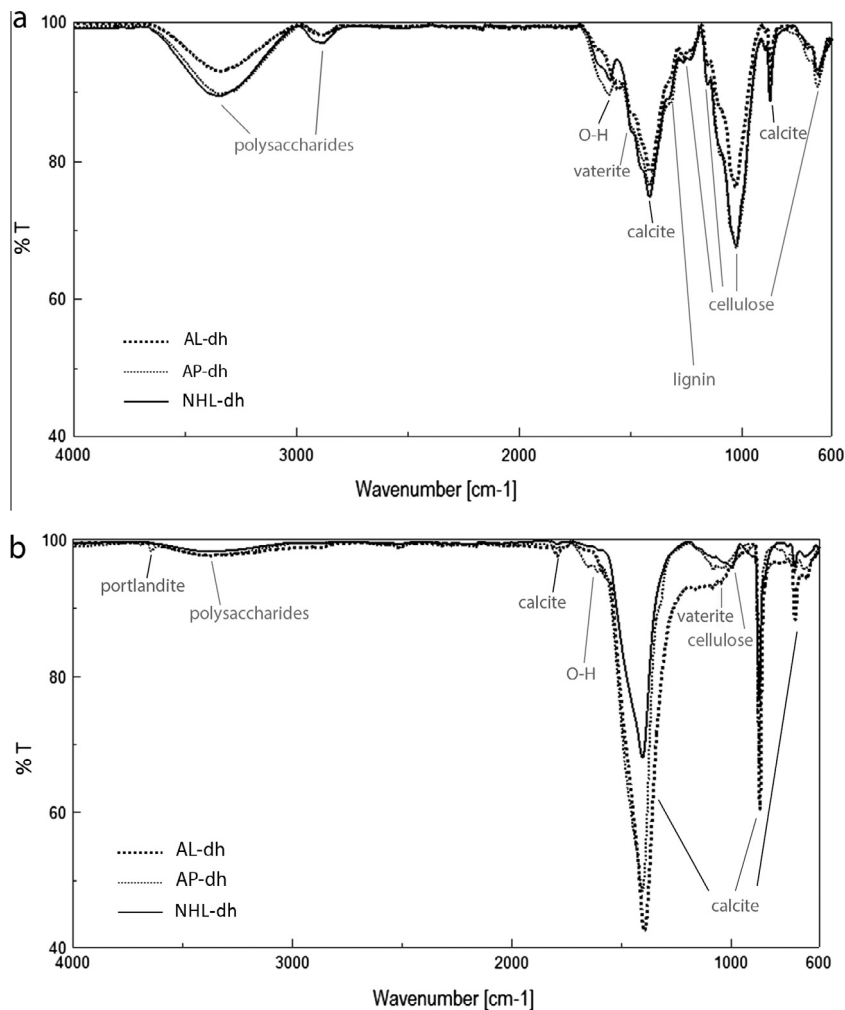 a
100
80
60
40
% T
polysaccharides
O-H
vaterite
calcite
calcite
cellulose
lignin
AL-dh
AP-dh
NHL-dh
4000 3000 2000 1000 600
Wavenumber [cm-1]
b
100
80
60
40
% T
portlandite
polysaccharides
calcite
O-H
vaterite
cellulose
calcite
AL-dh
AP-dh
NHL-dh
4000 3000 2000 1000 600
Wavenumber [cm-1]